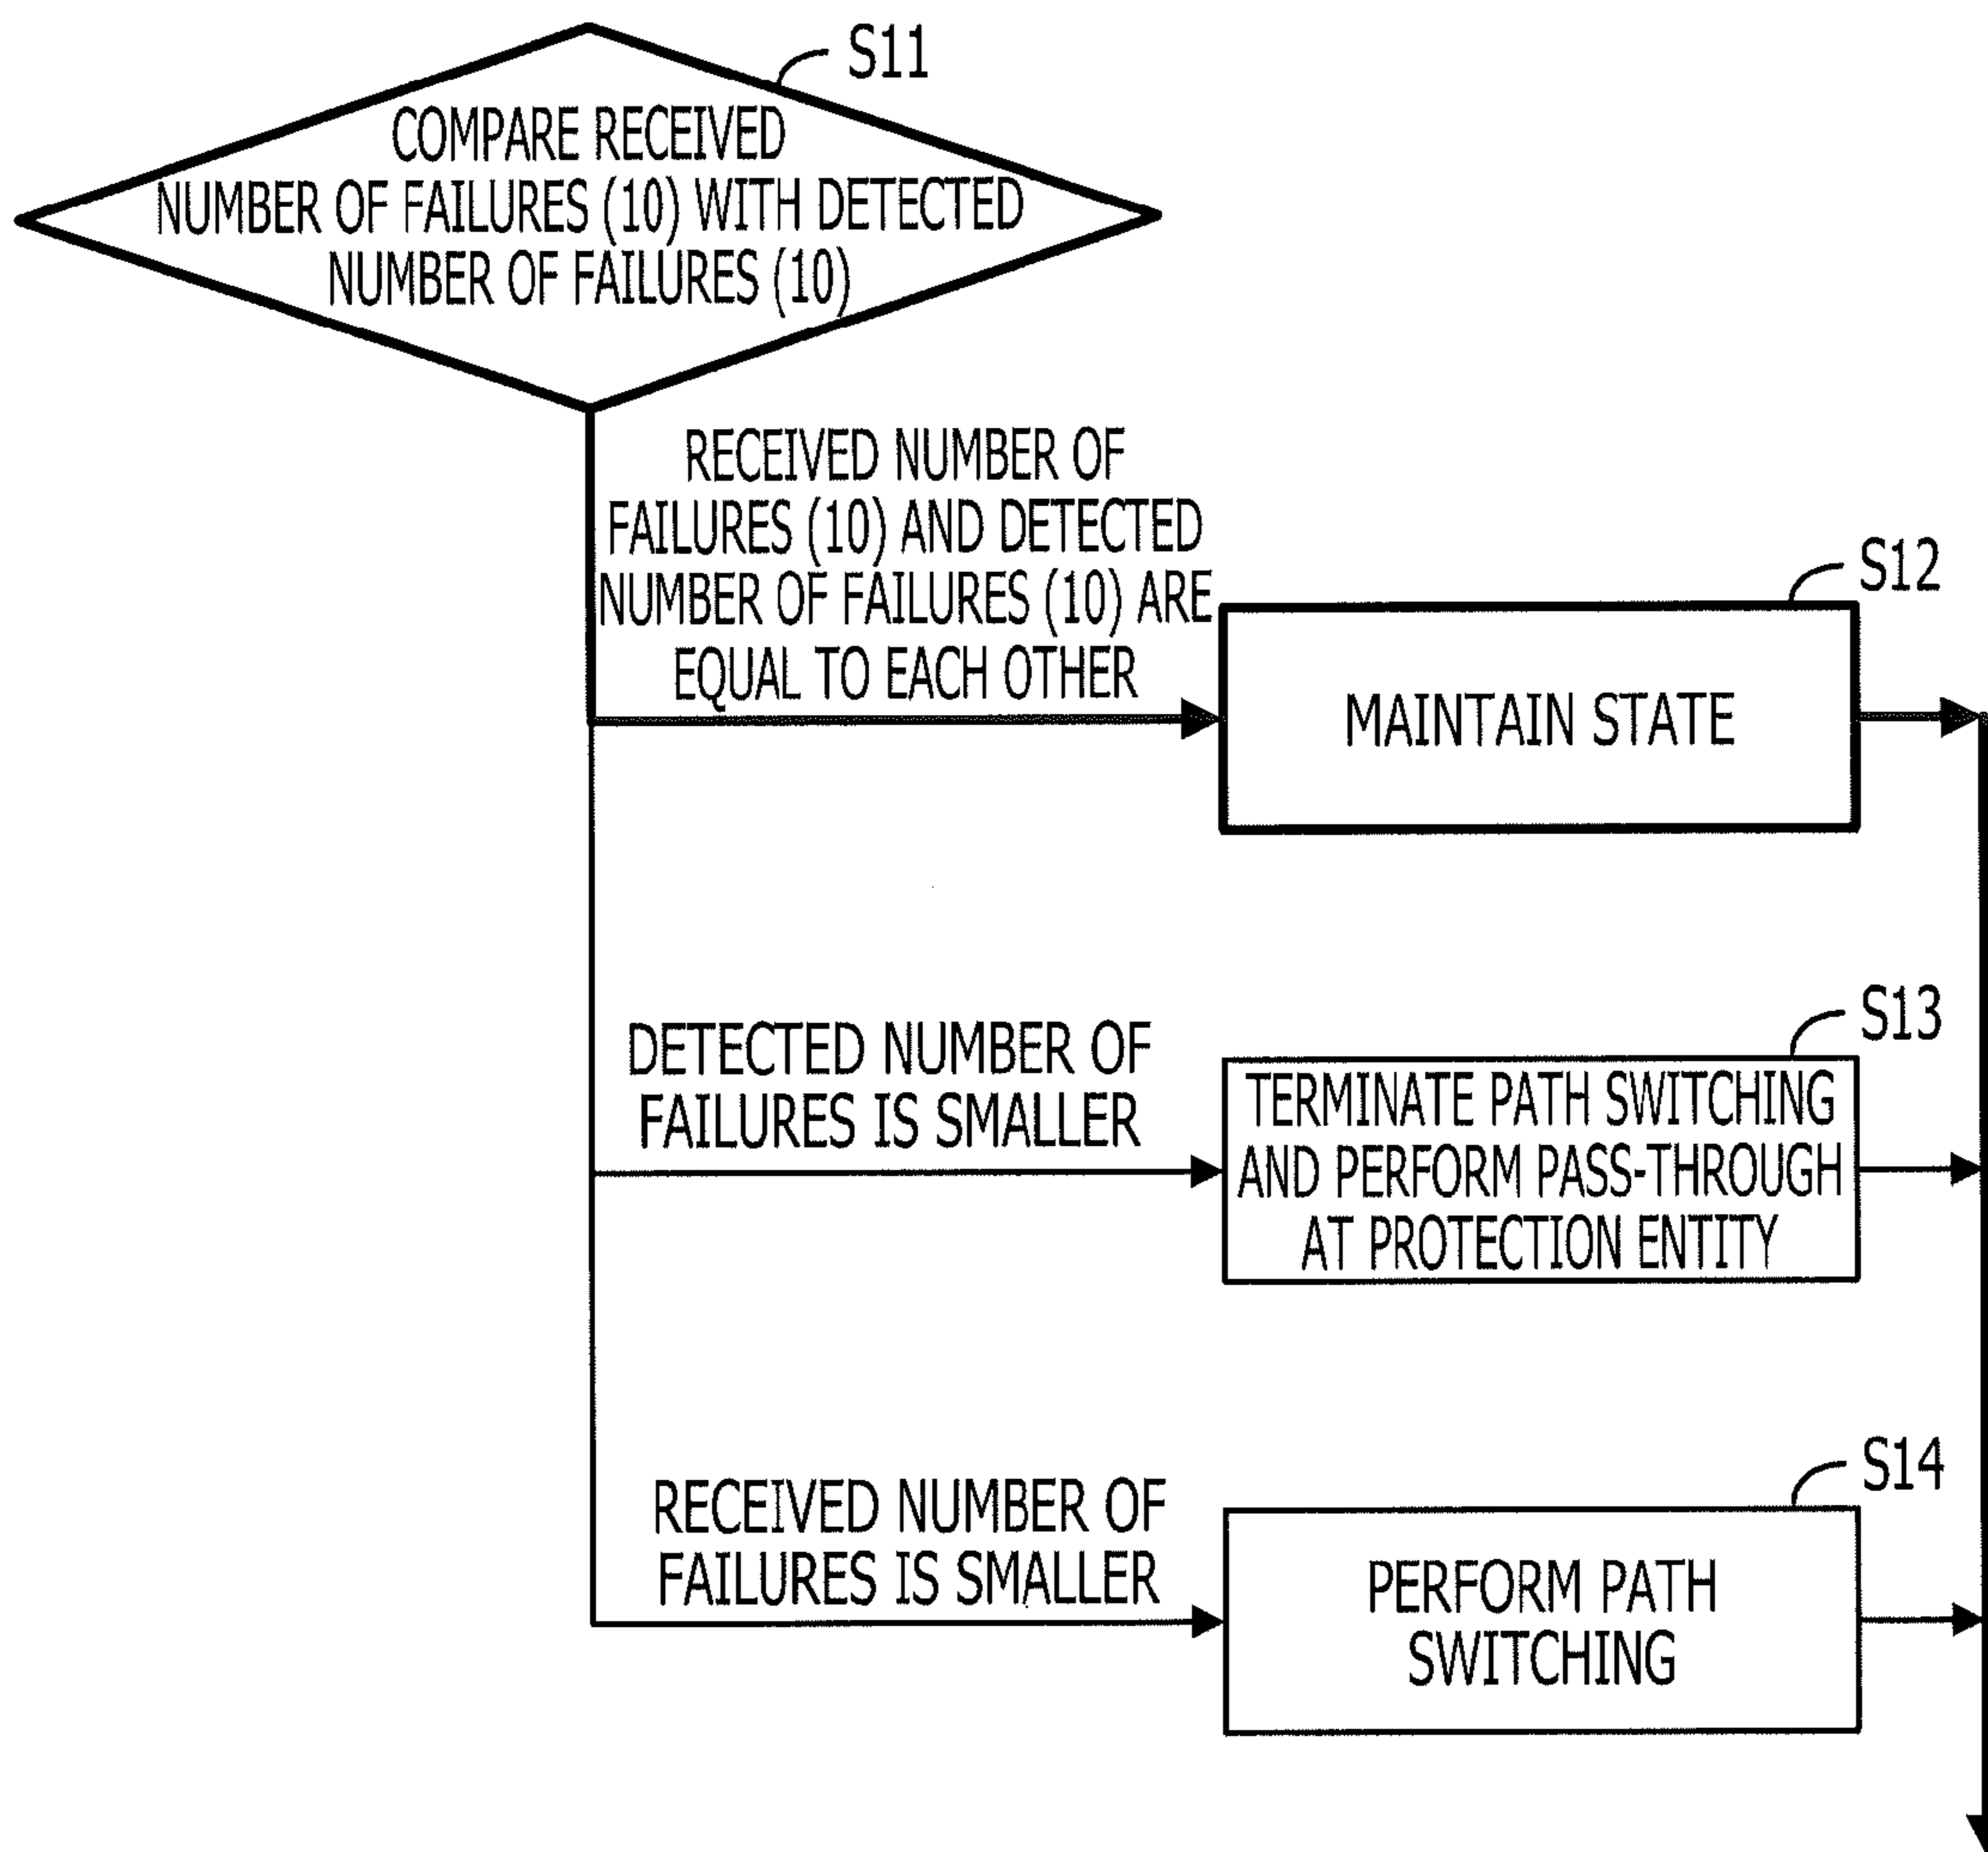 S11
COMPARE RECEIVED
NUMBER OF FAILURES (10) WITH DETECTED
NUMBER OF FAILURES (10)
RECEIVED NUMBER OF
FAILURES (10) AND DETECTED
NUMBER OF FAILURES (10) ARE
EQUAL TO EACH OTHER
S12
MAINTAIN STATE
DETECTED NUMBER OF
FAILURES IS SMALLER
S13
TERMINATE PATH SWITCHING
AND PERFORM PASS-THROUGH
AT PROTECTION ENTITY
RECEIVED NUMBER OF
FAILURES IS SMALLER
S14
PERFORM PATH
SWITCHING